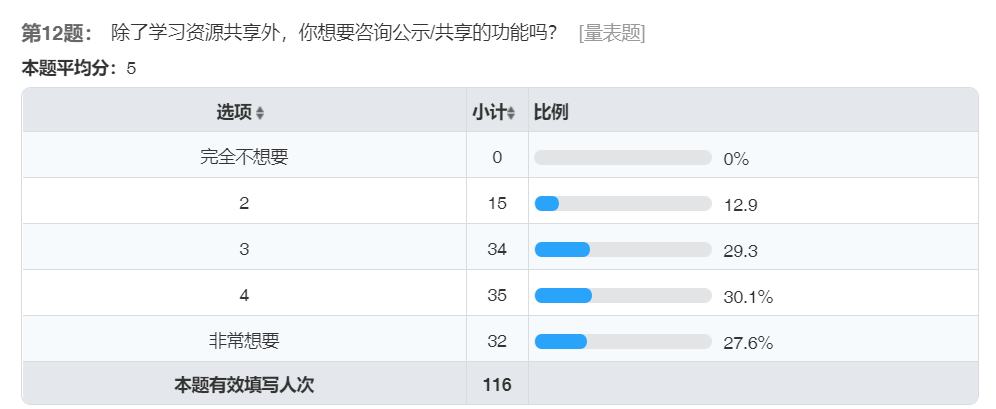 第12题： 除了学习资源共享外，你想要咨询公示/共享的功能吗？ [量表题]
本题平均分：5
选项 小计 比例
完全不想要 0 0%
2 15 12.9
3 34 29.3
4 35 30.1%
非常想要 32 27.6%
本题有效填写人次 116